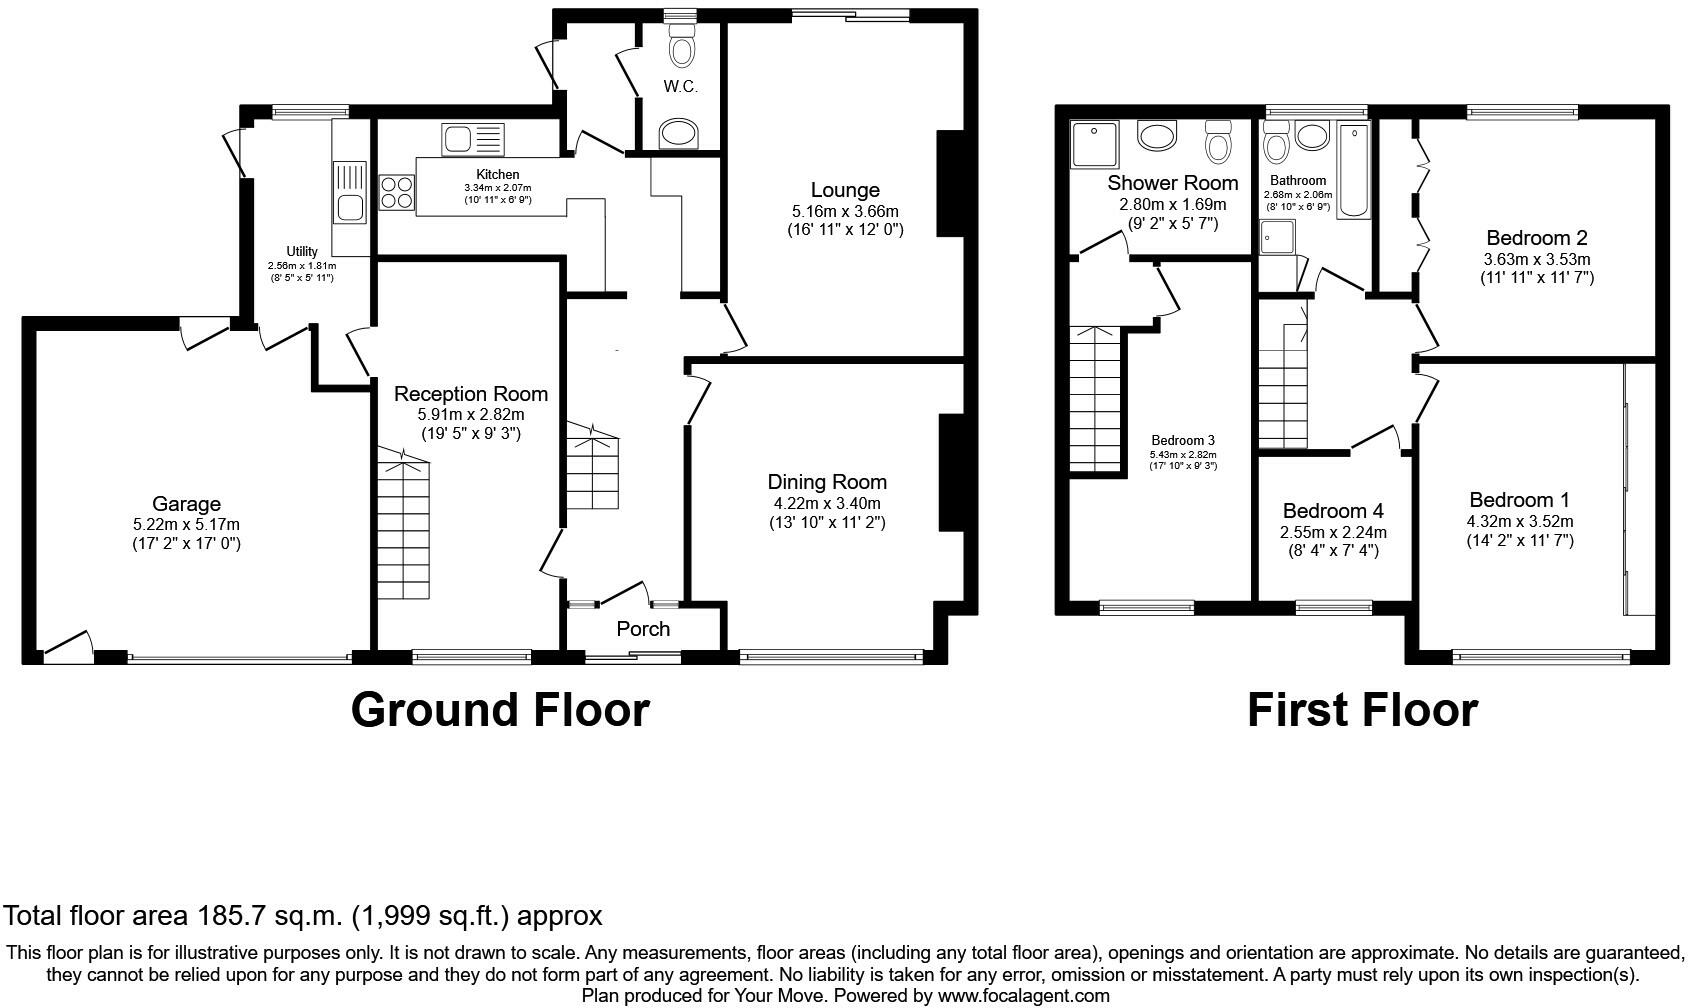 W.C.
Kitchen
3.34m x 2.07m
(10' 11" x 6' 9")
Lounge
5.16m x 3.66m
(16' 11" x 12' 0")
Utility
2.56m x 1.81m
(8' 5" x 5' 11")
Reception Room
5.91m x 2.82m
(19' 5" x 9' 3")
Garage
5.22m x 5.17m
(17' 2" x 17' 0")
Dining Room
4.22m x 3.40m
(13' 10" x 11' 2")
Porch
Ground Floor
Shower Room
2.80m x 1.69m
(9' 2" x 5' 7")
Bathroom
2.68m x 2.06m
(8' 10" x 6' 9")
Bedroom 2
3.63m x 3.53m
(11' 11" x 11' 7")
Bedroom 3
5.43m x 2.82m
(17' 10" x 9' 3")
Bedroom 4
2.55m x 2.24m
(8' 4" x 7' 4")
Bedroom 1
4.32m x 3.52m
(14' 2" x 11' 7")
First Floor
Total floor area 185.7 sq.m. (1,999 sq.ft.) approx
This floor plan is for illustrative purposes only. It is not drawn to scale. Any measurements, floor areas (including any total floor area), openings and orientation are approximate. No details are guaranteed,
they cannot be relied upon for any purpose and they do not form part of any agreement. No liability is taken for any error, omission or misstatement. A party must rely upon its own inspection(s).
Plan produced for Your Move. Powered by www.focalagent.com